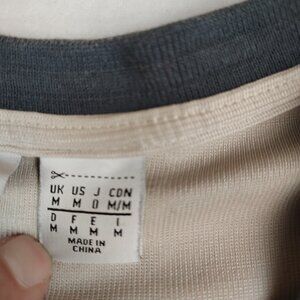 UK US J CDN
M M O M/M
D F E I
M M M M
MADE IN
CHINA